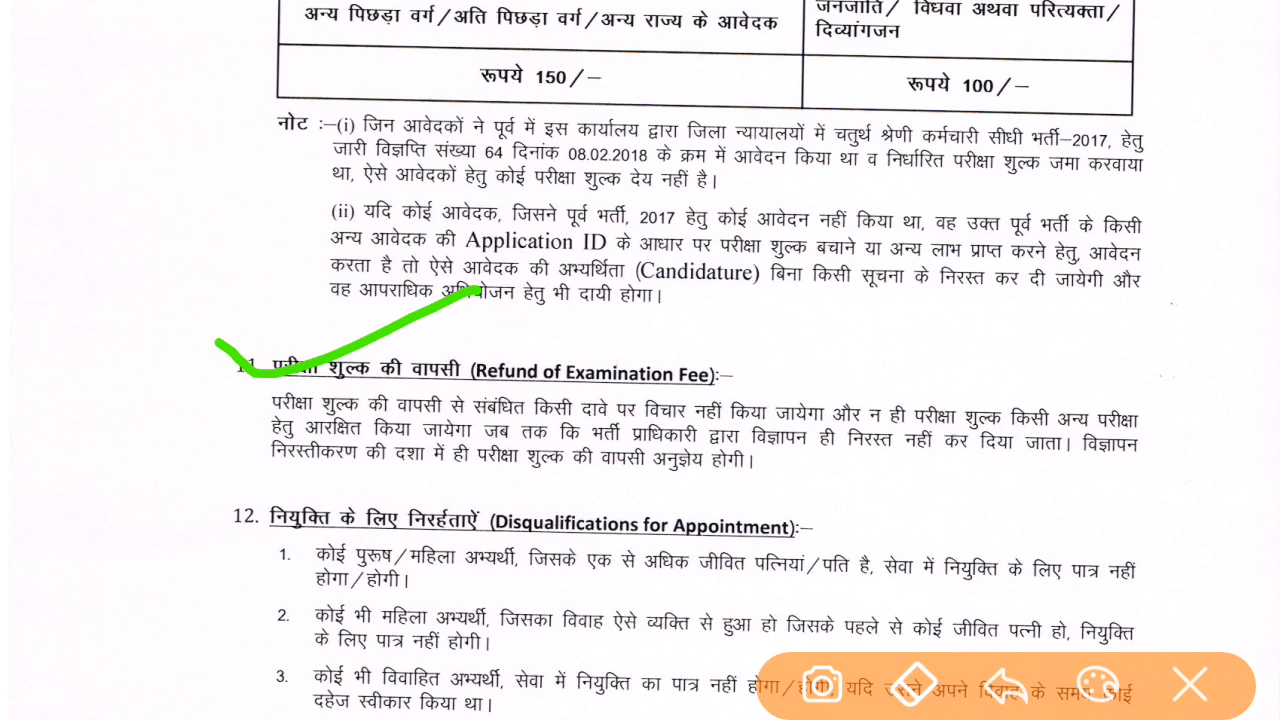 अन्य पिछड़ा वर्ग/अति पिछड़ा वर्ग/अन्य राज्य के आवेदक
जनजाति/ विधवा अथवा परित्यक्ता/
दिव्यांगजन
रूपये 150/–
रूपये 100/–
नोट :–(i) जिन आवेदकों ने पूर्व में इस कार्यालय द्वारा जिला न्यायालयों में चतुर्थ श्रेणी कर्मचारी सीधी भर्ती–2017, हेतु
जारी विज्ञप्ति संख्या 64 दिनांक 08.02.2018 के क्रम में आवेदन किया था व निर्धारित परीक्षा शुल्क जमा करवाया
था, ऐसे आवेदकों हेतु कोई परीक्षा शुल्क देय नहीं है।
(ii) यदि कोई आवेदक, जिसने पूर्व भर्ती, 2017 हेतु कोई आवेदन नहीं किया था, वह उक्त पूर्व भर्ती के किसी
अन्य आवेदक की Application ID के आधार पर परीक्षा शुल्क बचाने या अन्य लाभ प्राप्त करने हेतु, आवेदन
करता है तो ऐसे आवेदक की अभ्यर्थिता (Candidature) बिना किसी सूचना के निरस्त कर दी जायेगी और
वह आपराधिक अभियोजन हेतु भी दायी होगा।
11. परीक्षा शुल्क की वापसी (Refund of Examination Fee):–
परीक्षा शुल्क की वापसी से संबंधित किसी दावे पर विचार नहीं किया जायेगा और न ही परीक्षा शुल्क किसी अन्य परीक्षा
हेतु आरक्षित किया जायेगा जब तक कि भर्ती प्राधिकारी द्वारा विज्ञापन ही निरस्त नहीं कर दिया जाता। विज्ञापन
निरस्तीकरण की दशा में ही परीक्षा शुल्क की वापसी अनुज्ञेय होगी।
12. नियुक्ति के लिए निरर्हताऐं (Disqualifications for Appointment):–
1. कोई पुरूष/महिला अभ्यर्थी, जिसके एक से अधिक जीवित पत्नियां/पति है, सेवा में नियुक्ति के लिए पात्र नहीं
होगा/होगी।
2. कोई भी महिला अभ्यर्थी, जिसका विवाह ऐसे व्यक्ति से हुआ हो जिसके पहले से कोई जीवित पत्नी हो, नियुक्ति
के लिए पात्र नहीं होगी।
3. कोई भी विवाहित अभ्यर्थी, सेवा में नियुक्ति का पात्र नहीं होगा/होगी, यदि उसने अपने विवाह के समय कोई
दहेज स्वीकार किया था।